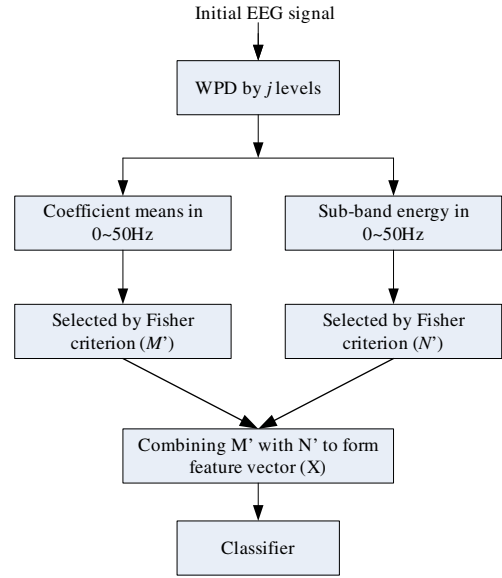 Initial EEG signal
WPD by j levels
Coefficient means in
0~50Hz
Sub-band energy in
0~50Hz
Selected by Fisher
criterion (M’)
Selected by Fisher
criterion (N’)
Combining M’ with N’ to form
feature vector (X)
Classifier